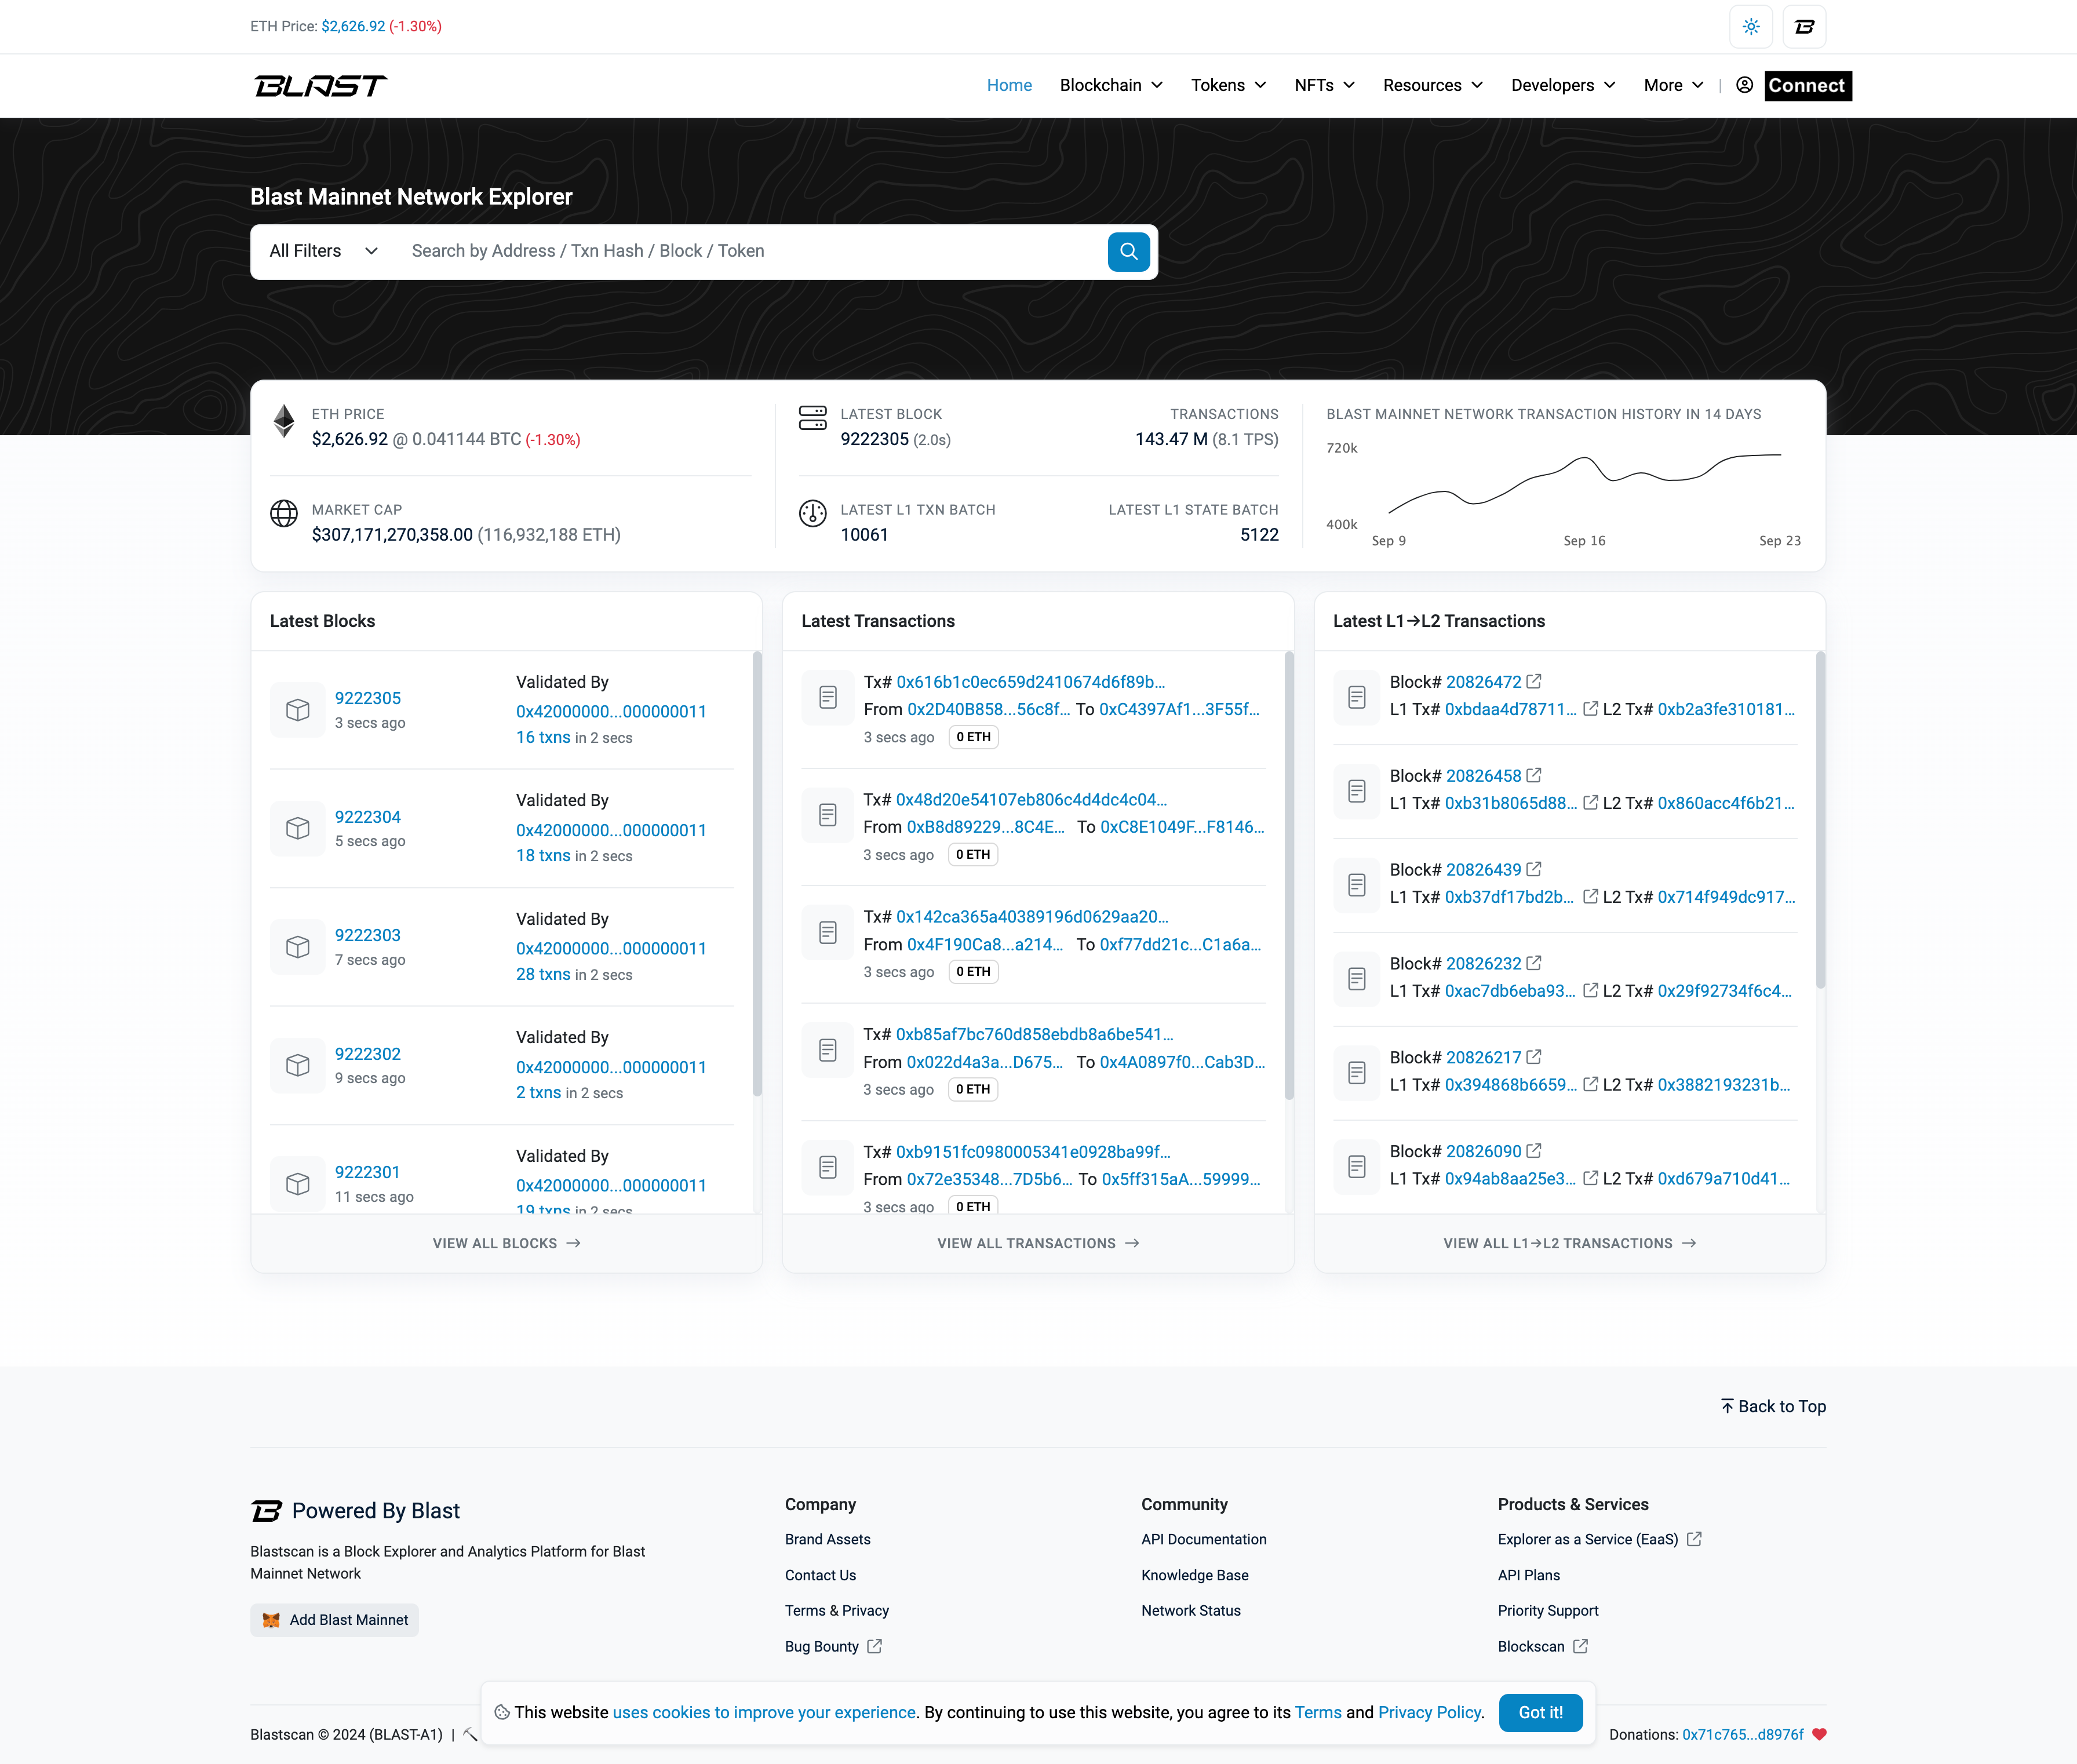 ETH Price: $2,626.92 (-1.30%)
BLAST
Home Blockchain Tokens NFTs Resources Developers More | Connect
Blast Mainnet Network Explorer
All Filters Search by Address / Txn Hash / Block / Token
ETH PRICE
$2,626.92 @ 0.041144 BTC (-1.30%)
MARKET CAP
$307,171,270,358.00 (116,932,188 ETH)
LATEST BLOCK
9222305 (2.0s)
TRANSACTIONS
143.47 M (8.1 TPS)
LATEST L1 TXN BATCH
10061
LATEST L1 STATE BATCH
5122
BLAST MAINNET NETWORK TRANSACTION HISTORY IN 14 DAYS
720k
400k
Sep 9 Sep 16 Sep 23
Latest Blocks
9222305
3 secs ago
Validated By
0x42000000...000000011
16 txns in 2 secs
9222304
5 secs ago
Validated By
0x42000000...000000011
18 txns in 2 secs
9222303
7 secs ago
Validated By
0x42000000...000000011
28 txns in 2 secs
9222302
9 secs ago
Validated By
0x42000000...000000011
2 txns in 2 secs
9222301
11 secs ago
Validated By
0x42000000...000000011
19 txns in 2 secs
VIEW ALL BLOCKS →
Latest Transactions
Tx# 0x616b1c0ec659d2410674d6f89b...
From 0x2D40B858...56c8f... To 0xC4397Af1...3F55f...
3 secs ago 0 ETH
Tx# 0x48d20e54107eb806c4d4dc4c04...
From 0xB8d89229...8C4E... To 0xC8E1049F...F8146...
3 secs ago 0 ETH
Tx# 0x142ca365a40389196d0629aa20...
From 0x4F190Ca8...a214... To 0xf77dd21c...C1a6a...
3 secs ago 0 ETH
Tx# 0xb85af7bc760d858ebdb8a6be541...
From 0x022d4a3a...D675... To 0x4A0897f0...Cab3D...
3 secs ago 0 ETH
Tx# 0xb9151fc0980005341e0928ba99f...
From 0x72e35348...7D5b6... To 0x5ff315aA...59999...
3 secs ago 0 ETH
VIEW ALL TRANSACTIONS →
Latest L1→L2 Transactions
Block# 20826472
L1 Tx# 0xbdaa4d78711... L2 Tx# 0xb2a3fe310181...
Block# 20826458
L1 Tx# 0xb31b8065d88... L2 Tx# 0x860acc4f6b21...
Block# 20826439
L1 Tx# 0xb37df17bd2b... L2 Tx# 0x714f949dc917...
Block# 20826232
L1 Tx# 0xac7db6eba93... L2 Tx# 0x29f92734f6c4...
Block# 20826217
L1 Tx# 0x394868b6659... L2 Tx# 0x3882193231b...
Block# 20826090
L1 Tx# 0x94ab8aa25e3... L2 Tx# 0xd679a710d41...
VIEW ALL L1→L2 TRANSACTIONS →
Back to Top
Powered By Blast
Blastscan is a Block Explorer and Analytics Platform for Blast
Mainnet Network
Add Blast Mainnet
Company
Brand Assets
Contact Us
Terms & Privacy
Bug Bounty
Community
API Documentation
Knowledge Base
Network Status
Products & Services
Explorer as a Service (EaaS)
API Plans
Priority Support
Blockscan
This website uses cookies to improve your experience. By continuing to use this website, you agree to its Terms and Privacy Policy. Got it!
Blastscan © 2024 (BLAST-A1) |
Donations: 0x71c765...d8976f